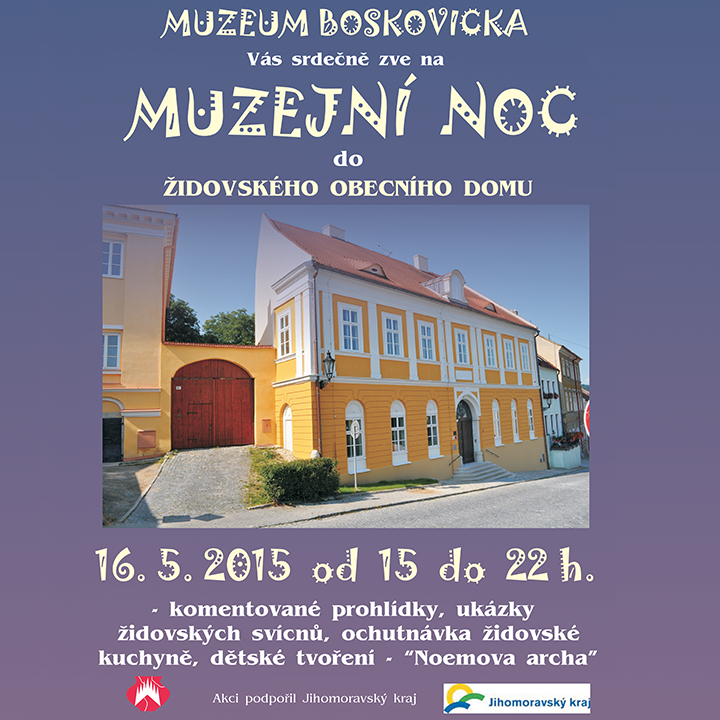 MUZEUM BOSKOVICKA
Vás srdečně zve na
MUZEJNÍ NOC
do
ŽIDOVSKÉHO OBECNÍHO DOMU
16. 5. 2015 od 15 do 22 h.
- komentované prohlídky, ukázky
židovských svícnů, ochutnávka židovské
kuchyně, dětské tvoření - “Noemova archa”
Akci podpořil Jihomoravský kraj
Jihomoravský kraj